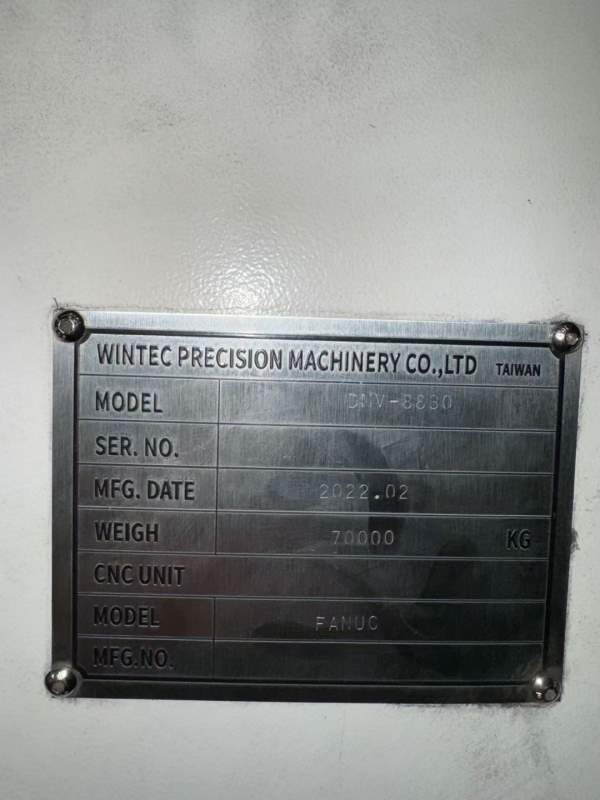 WINTEC PRECISION MACHINERY CO.,LTD TAIWAN
MODEL
SER. NO.
MFG. DATE 2022.02
WEIGH 70000 KG
CNC UNIT
MODEL FANUC
MFG.NO.